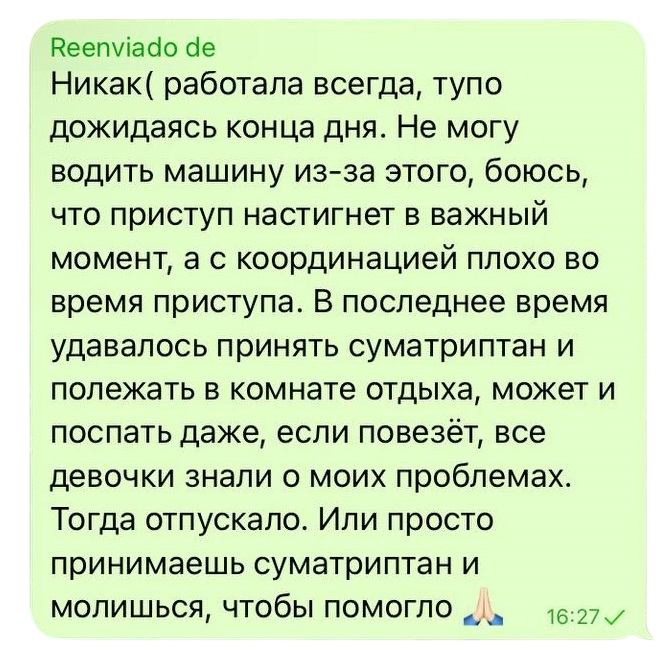 Reenviado de
Никак( работала всегда, тупо
дожидаясь конца дня. Не могу
водить машину из-за этого, боюсь,
что приступ настигнет в важный
момент, а с координацией плохо во
время приступа. В последнее время
удавалось принять суматриптан и
полежать в комнате отдыха, может и
поспать даже, если повезёт, все
девочки знали о моих проблемах.
Тогда отпускало. Или просто
принимаешь суматриптан и
молишься, чтобы помогло 🙏🏻
16:27